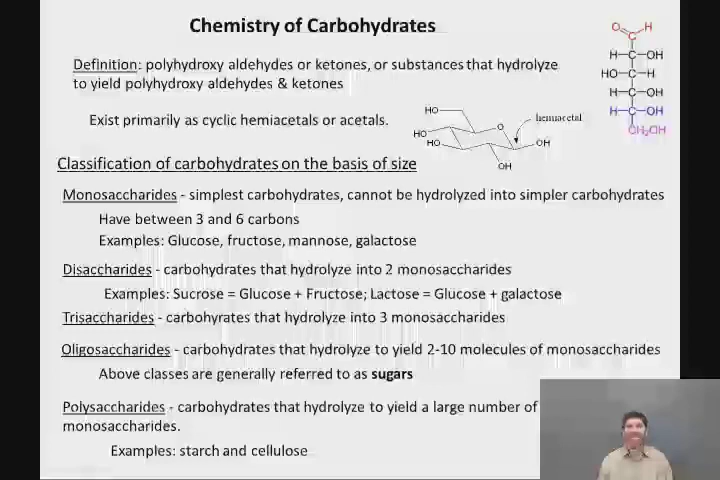 Chemistry of Carbohydrates
Definition: polyhydroxy aldehydes or ketones, or substances that hydrolyze
to yield polyhydroxy aldehydes & ketones
Exist primarily as cyclic hemiacetals or acetals.
HO
O
hemiacetal
HO
HO
OH
OH
O H
C
H-C-OH
HO-C-H
H-C-OH
H-C-OH
CH₂OH
Classification of carbohydrates on the basis of size
Monosaccharides - simplest carbohydrates, cannot be hydrolyzed into simpler carbohydrates
Have between 3 and 6 carbons
Examples: Glucose, fructose, mannose, galactose
Disaccharides - carbohydrates that hydrolyze into 2 monosaccharides
Examples: Sucrose = Glucose + Fructose; Lactose = Glucose + galactose
Trisaccharides - carbohyrates that hydrolyze into 3 monosaccharides
Oligosaccharides - carbohydrates that hydrolyze to yield 2-10 molecules of monosaccharides
Above classes are generally referred to as sugars
Polysaccharides - carbohydrates that hydrolyze to yield a large number of
monosaccharides.
Examples: starch and cellulose